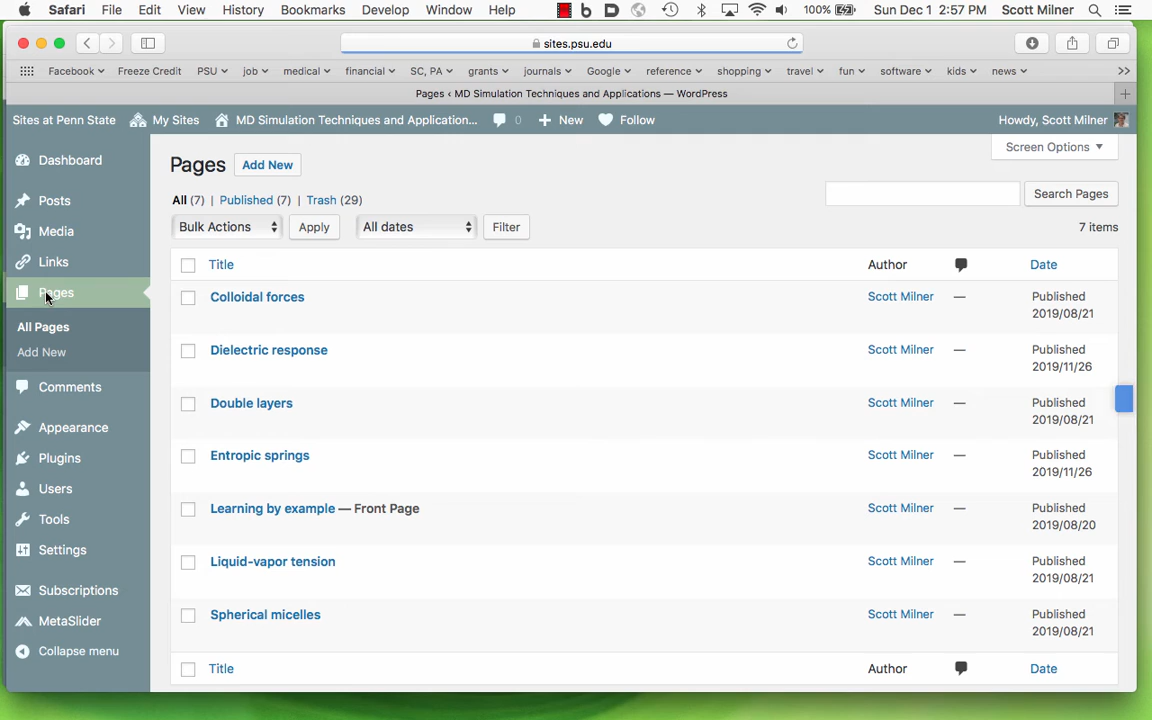 Safari File Edit View History Bookmarks Develop Window Help 100% Sun Dec 1 2:57 PM Scott Milner
sites.psu.edu
Facebook Freeze Credit PSU job medical financial SC, PA grants journals Google reference shopping travel fun software kids news >>
Pages ‹ MD Simulation Techniques and Applications — WordPress
Sites at Penn State My Sites MD Simulation Techniques and Application... 0 New Follow Howdy, Scott Milner
Dashboard
Posts
Media
Links
Pages
All Pages
Add New
Comments
Appearance
Plugins
Users
Tools
Settings
Subscriptions
MetaSlider
Collapse menu
Screen Options
Pages Add New
All (7) | Published (7) | Trash (29)
Search Pages
Bulk Actions Apply All dates Filter 7 items
Title Author Date
Colloidal forces Scott Milner — Published
2019/08/21
Dielectric response Scott Milner — Published
2019/11/26
Double layers Scott Milner — Published
2019/08/21
Entropic springs Scott Milner — Published
2019/11/26
Learning by example — Front Page Scott Milner — Published
2019/08/20
Liquid-vapor tension Scott Milner — Published
2019/08/21
Spherical micelles Scott Milner — Published
2019/08/21
Title Author Date